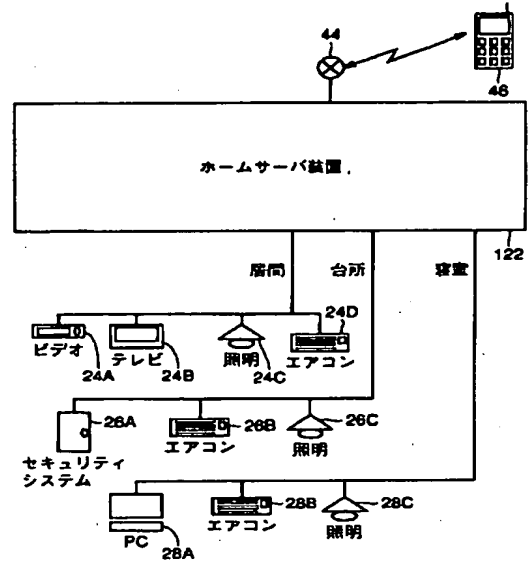 44
46
ホームサーバ装置
122
居間
台所
寝室
ビデオ
24A
テレビ
24B
照明
24C
エアコン
24D
セキュリティ
システム
26A
エアコン
26B
照明
26C
PC
28A
エアコン
28B
照明
28C